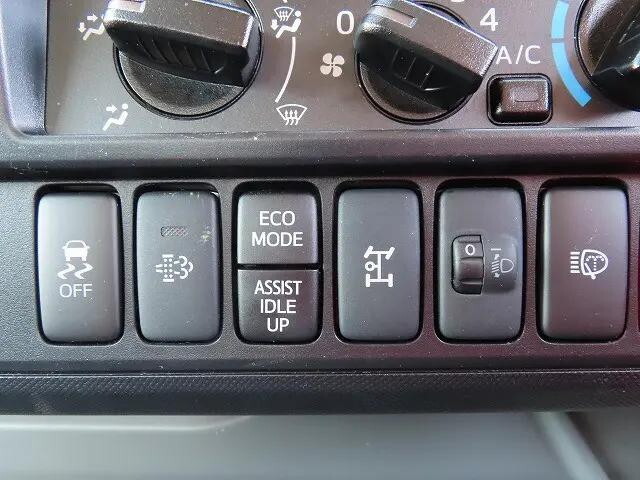 0
4
A/C
OFF
ECO
MODE
ASSIST
IDLE
UP
0